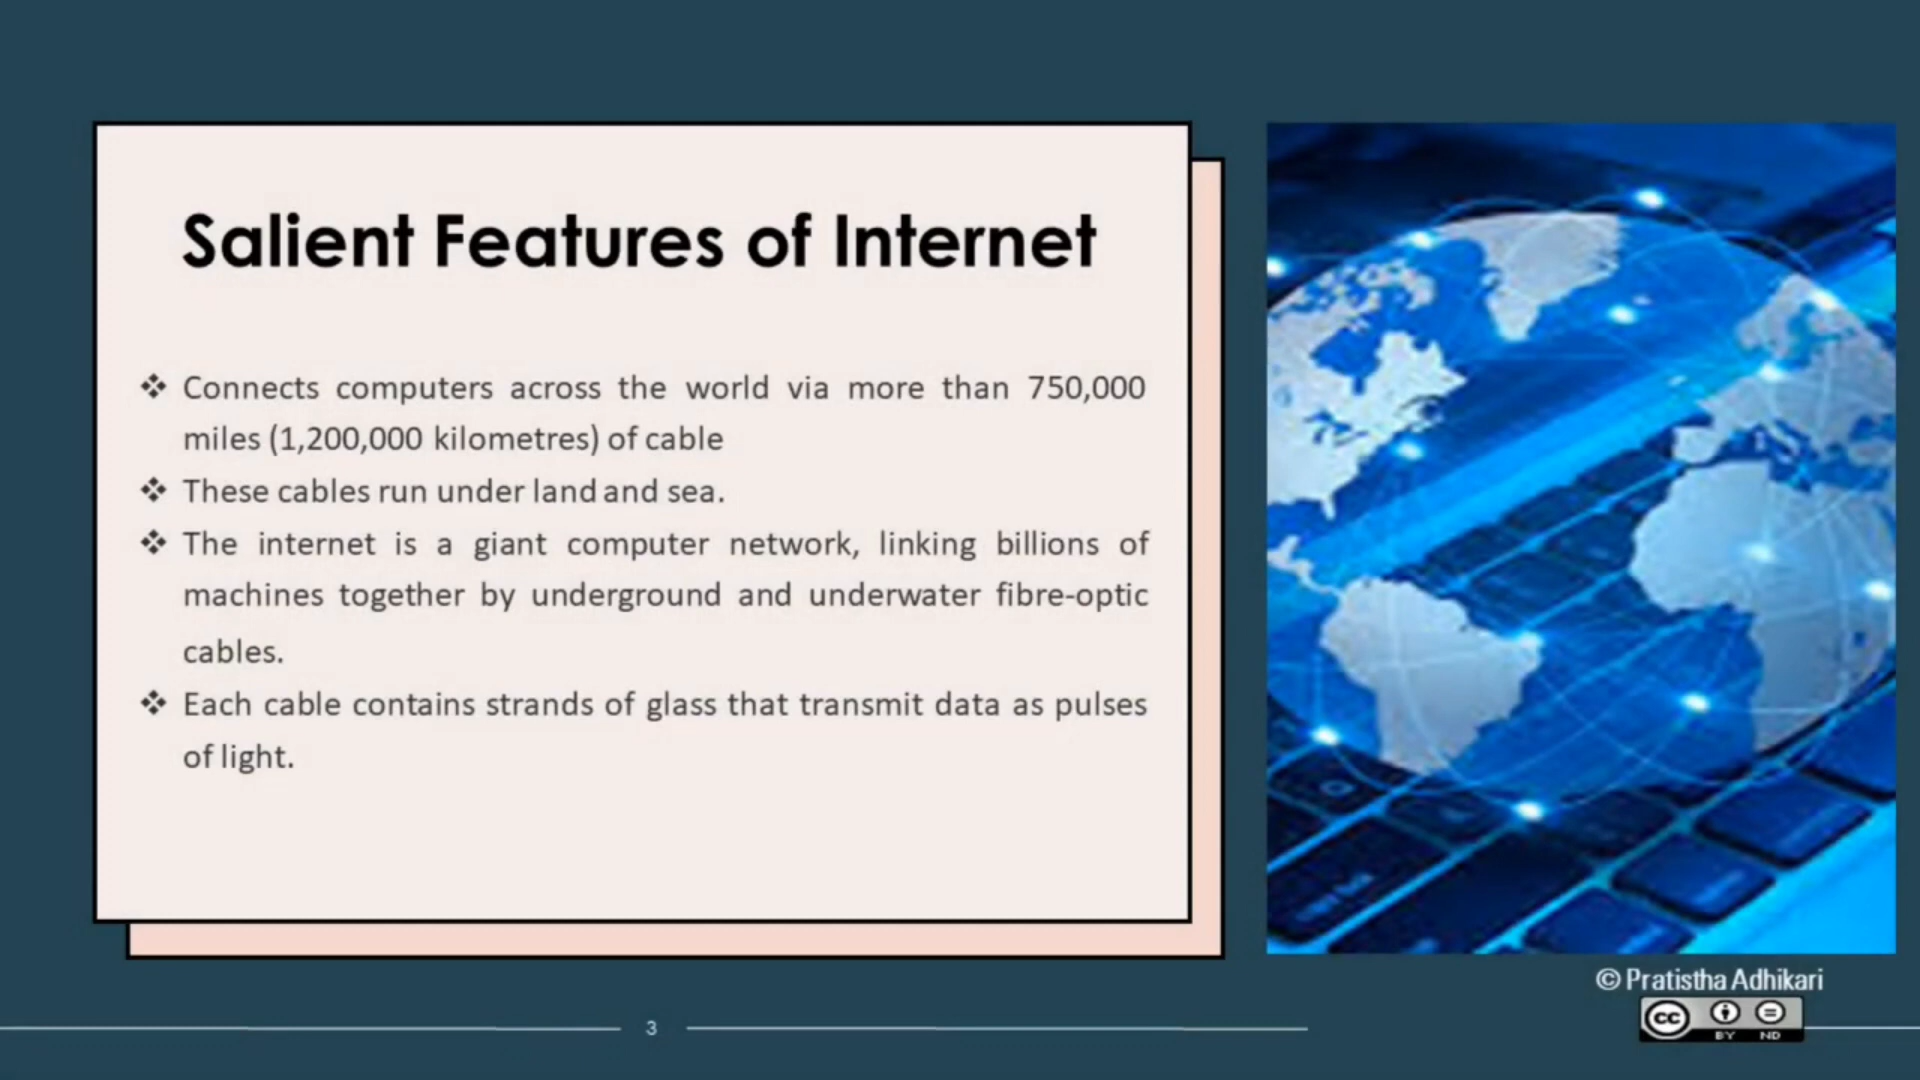 Salient Features of Internet
❖ Connects computers across the world via more than 750,000
miles (1,200,000 kilometres) of cable
❖ These cables run under land and sea.
❖ The internet is a giant computer network, linking billions of
machines together by underground and underwater fibre-optic
cables.
❖ Each cable contains strands of glass that transmit data as pulses
of light.
© Pratistha Adhikari
cc
BY ND
3